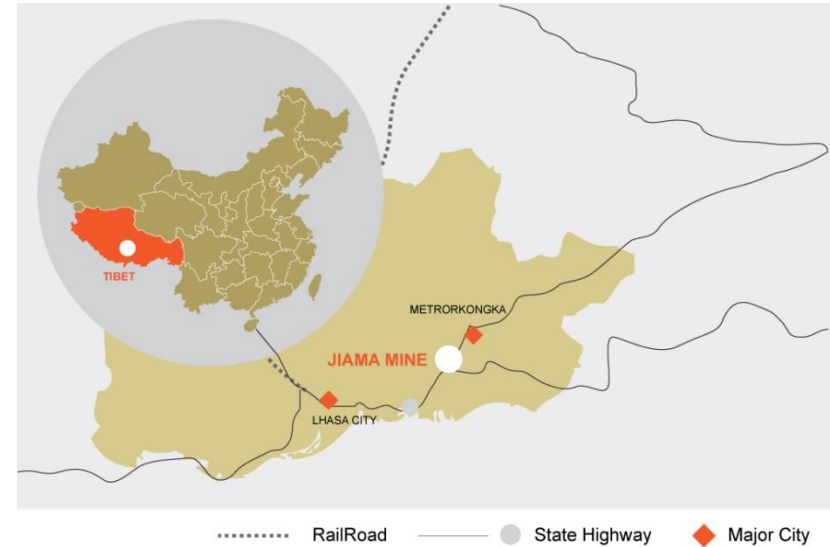 TIBET
METRORKONGKA
JIAMA MINE
LHASA CITY
RailRoad
State Highway
Major City